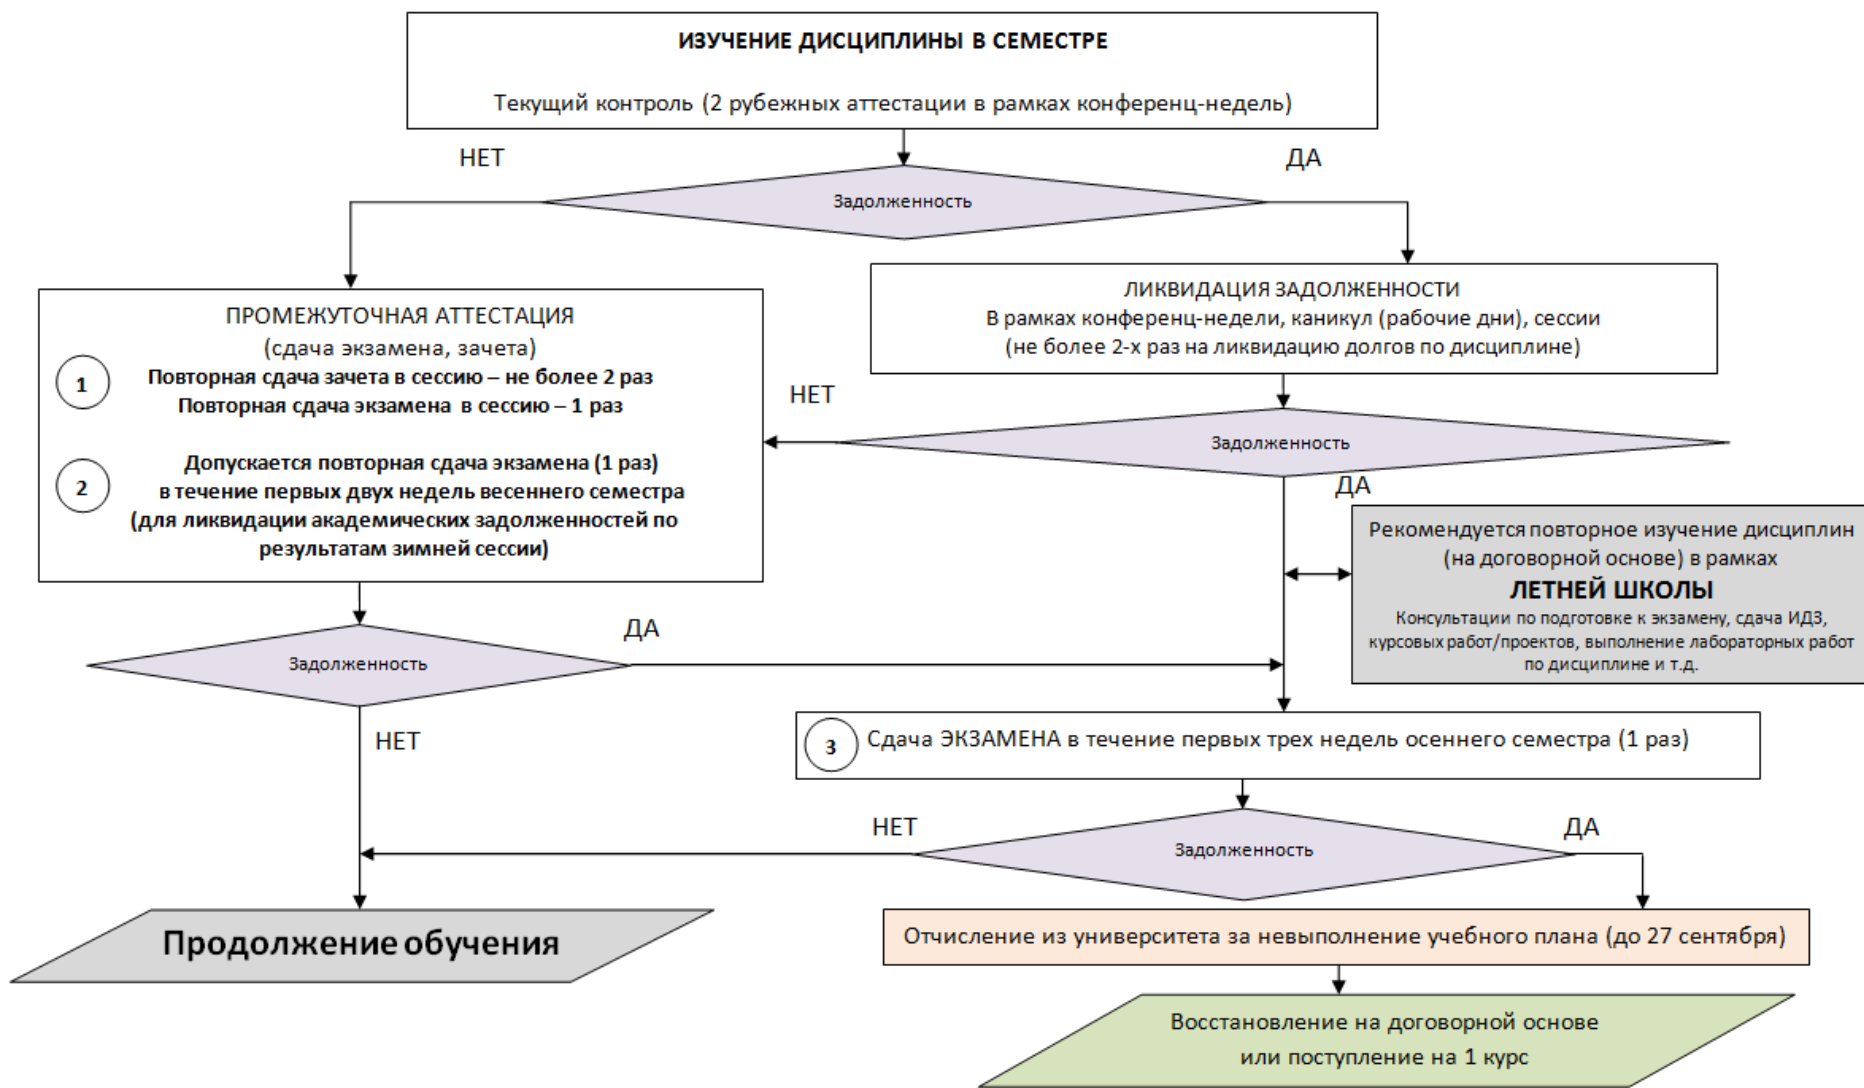 ИЗУЧЕНИЕ ДИСЦИПЛИНЫ В СЕМЕСТРЕ
Текущий контроль (2 рубежных аттестации в рамках конференц-недель)
НЕТ
ДА
Задолженность
ПРОМЕЖУТОЧНАЯ АТТЕСТАЦИЯ
(сдача экзамена, зачета)
1
Повторная сдача зачета в сессию – не более 2 раз
Повторная сдача экзамена в сессию – 1 раз
2
Допускается повторная сдача экзамена (1 раз)
в течение первых двух недель весеннего семестра
(для ликвидации академических задолженностей по
результатам зимней сессии)
ЛИКВИДАЦИЯ ЗАДОЛЖЕННОСТИ
В рамках конференц-недели, каникул (рабочие дни), сессии
(не более 2-х раз на ликвидацию долгов по дисциплине)
НЕТ
Задолженность
ДА
Рекомендуется повторное изучение дисциплин
(на договорной основе) в рамках
ЛЕТНЕЙ ШКОЛЫ
Консультации по подготовке к экзамену, сдача ИДЗ,
курсовых работ/проектов, выполнение лабораторных работ
по дисциплине и т.д.
ДА
Задолженность
НЕТ
3
Сдача ЭКЗАМЕНА в течение первых трех недель осеннего семестра (1 раз)
НЕТ
ДА
Задолженность
Продолжение обучения
Отчисление из университета за невыполнение учебного плана (до 27 сентября)
Восстановление на договорной основе
или поступление на 1 курс